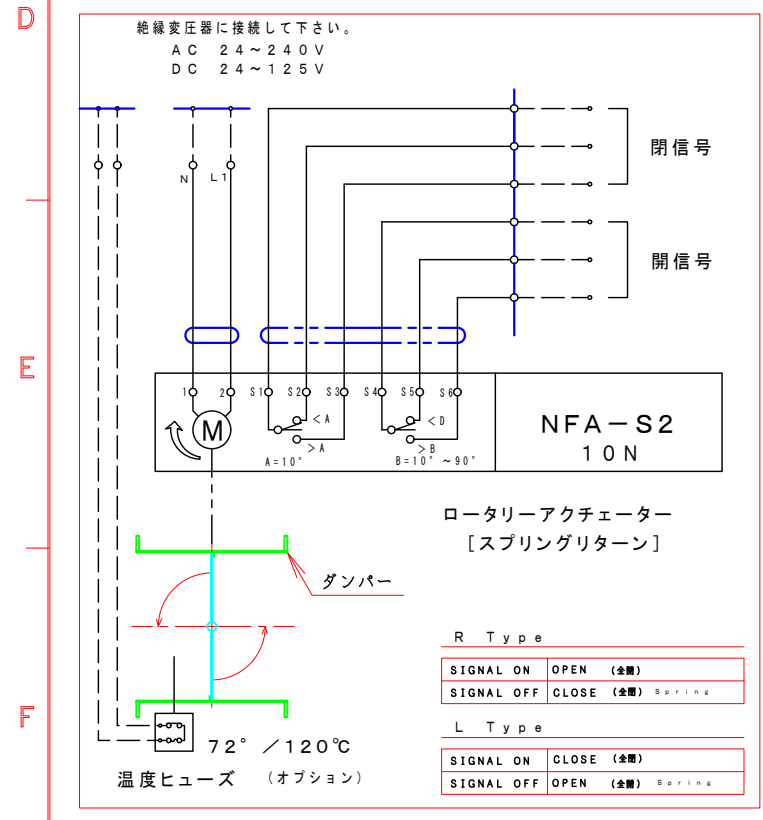 D
絶縁変圧器に接続して下さい。
AC 24~240V
DC 24~125V
閉信号
N L1
開信号
E
1 2 S1 S2 S3 S4 S5 S6
<A <D
M
>A >B
A=10° B=10° ~90°
NFA-S2
10N
ロータリーアクチェーター
[スプリングリターン]
ダンパー
R Type
SIGNAL ON OPEN (全開)
SIGNAL OFF CLOSE (全閉) Spring
F
L Type
72° /120℃
SIGNAL ON CLOSE (全閉)
温度ヒューズ (オプション)
SIGNAL OFF OPEN (全開) Spring